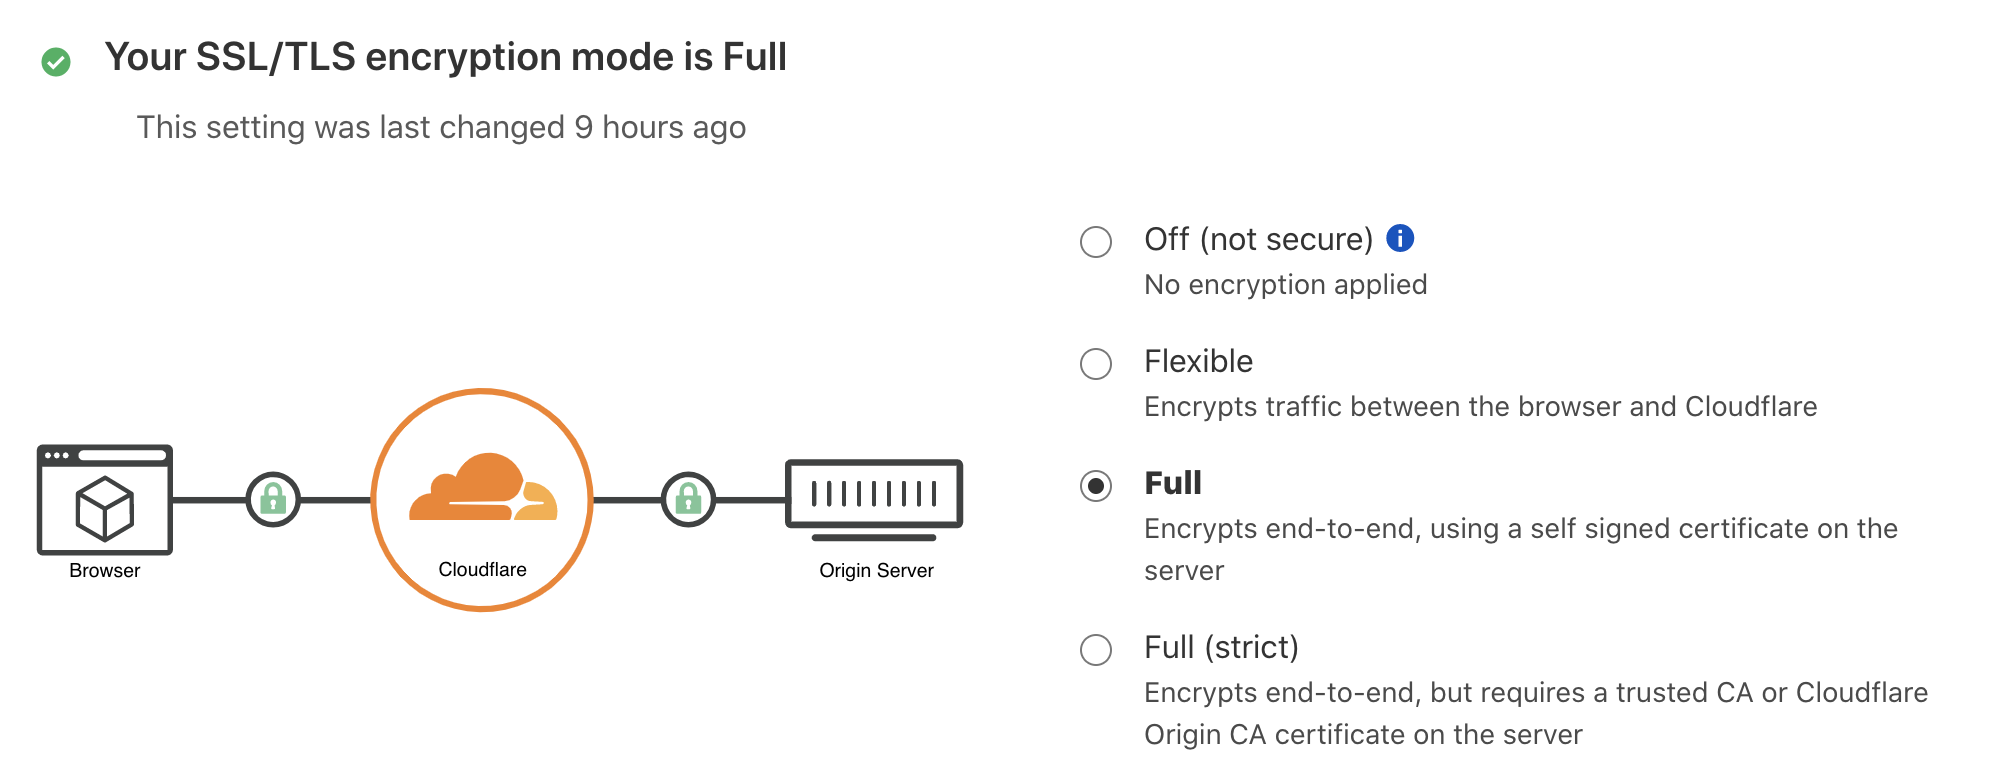 Your SSL/TLS encryption mode is Full
This setting was last changed 9 hours ago
Off (not secure)
No encryption applied
Flexible
Encrypts traffic between the browser and Cloudflare
Full
Encrypts end-to-end, using a self signed certificate on the
server
Full (strict)
Encrypts end-to-end, but requires a trusted CA or Cloudflare
Origin CA certificate on the server
Browser
Cloudflare
Origin Server